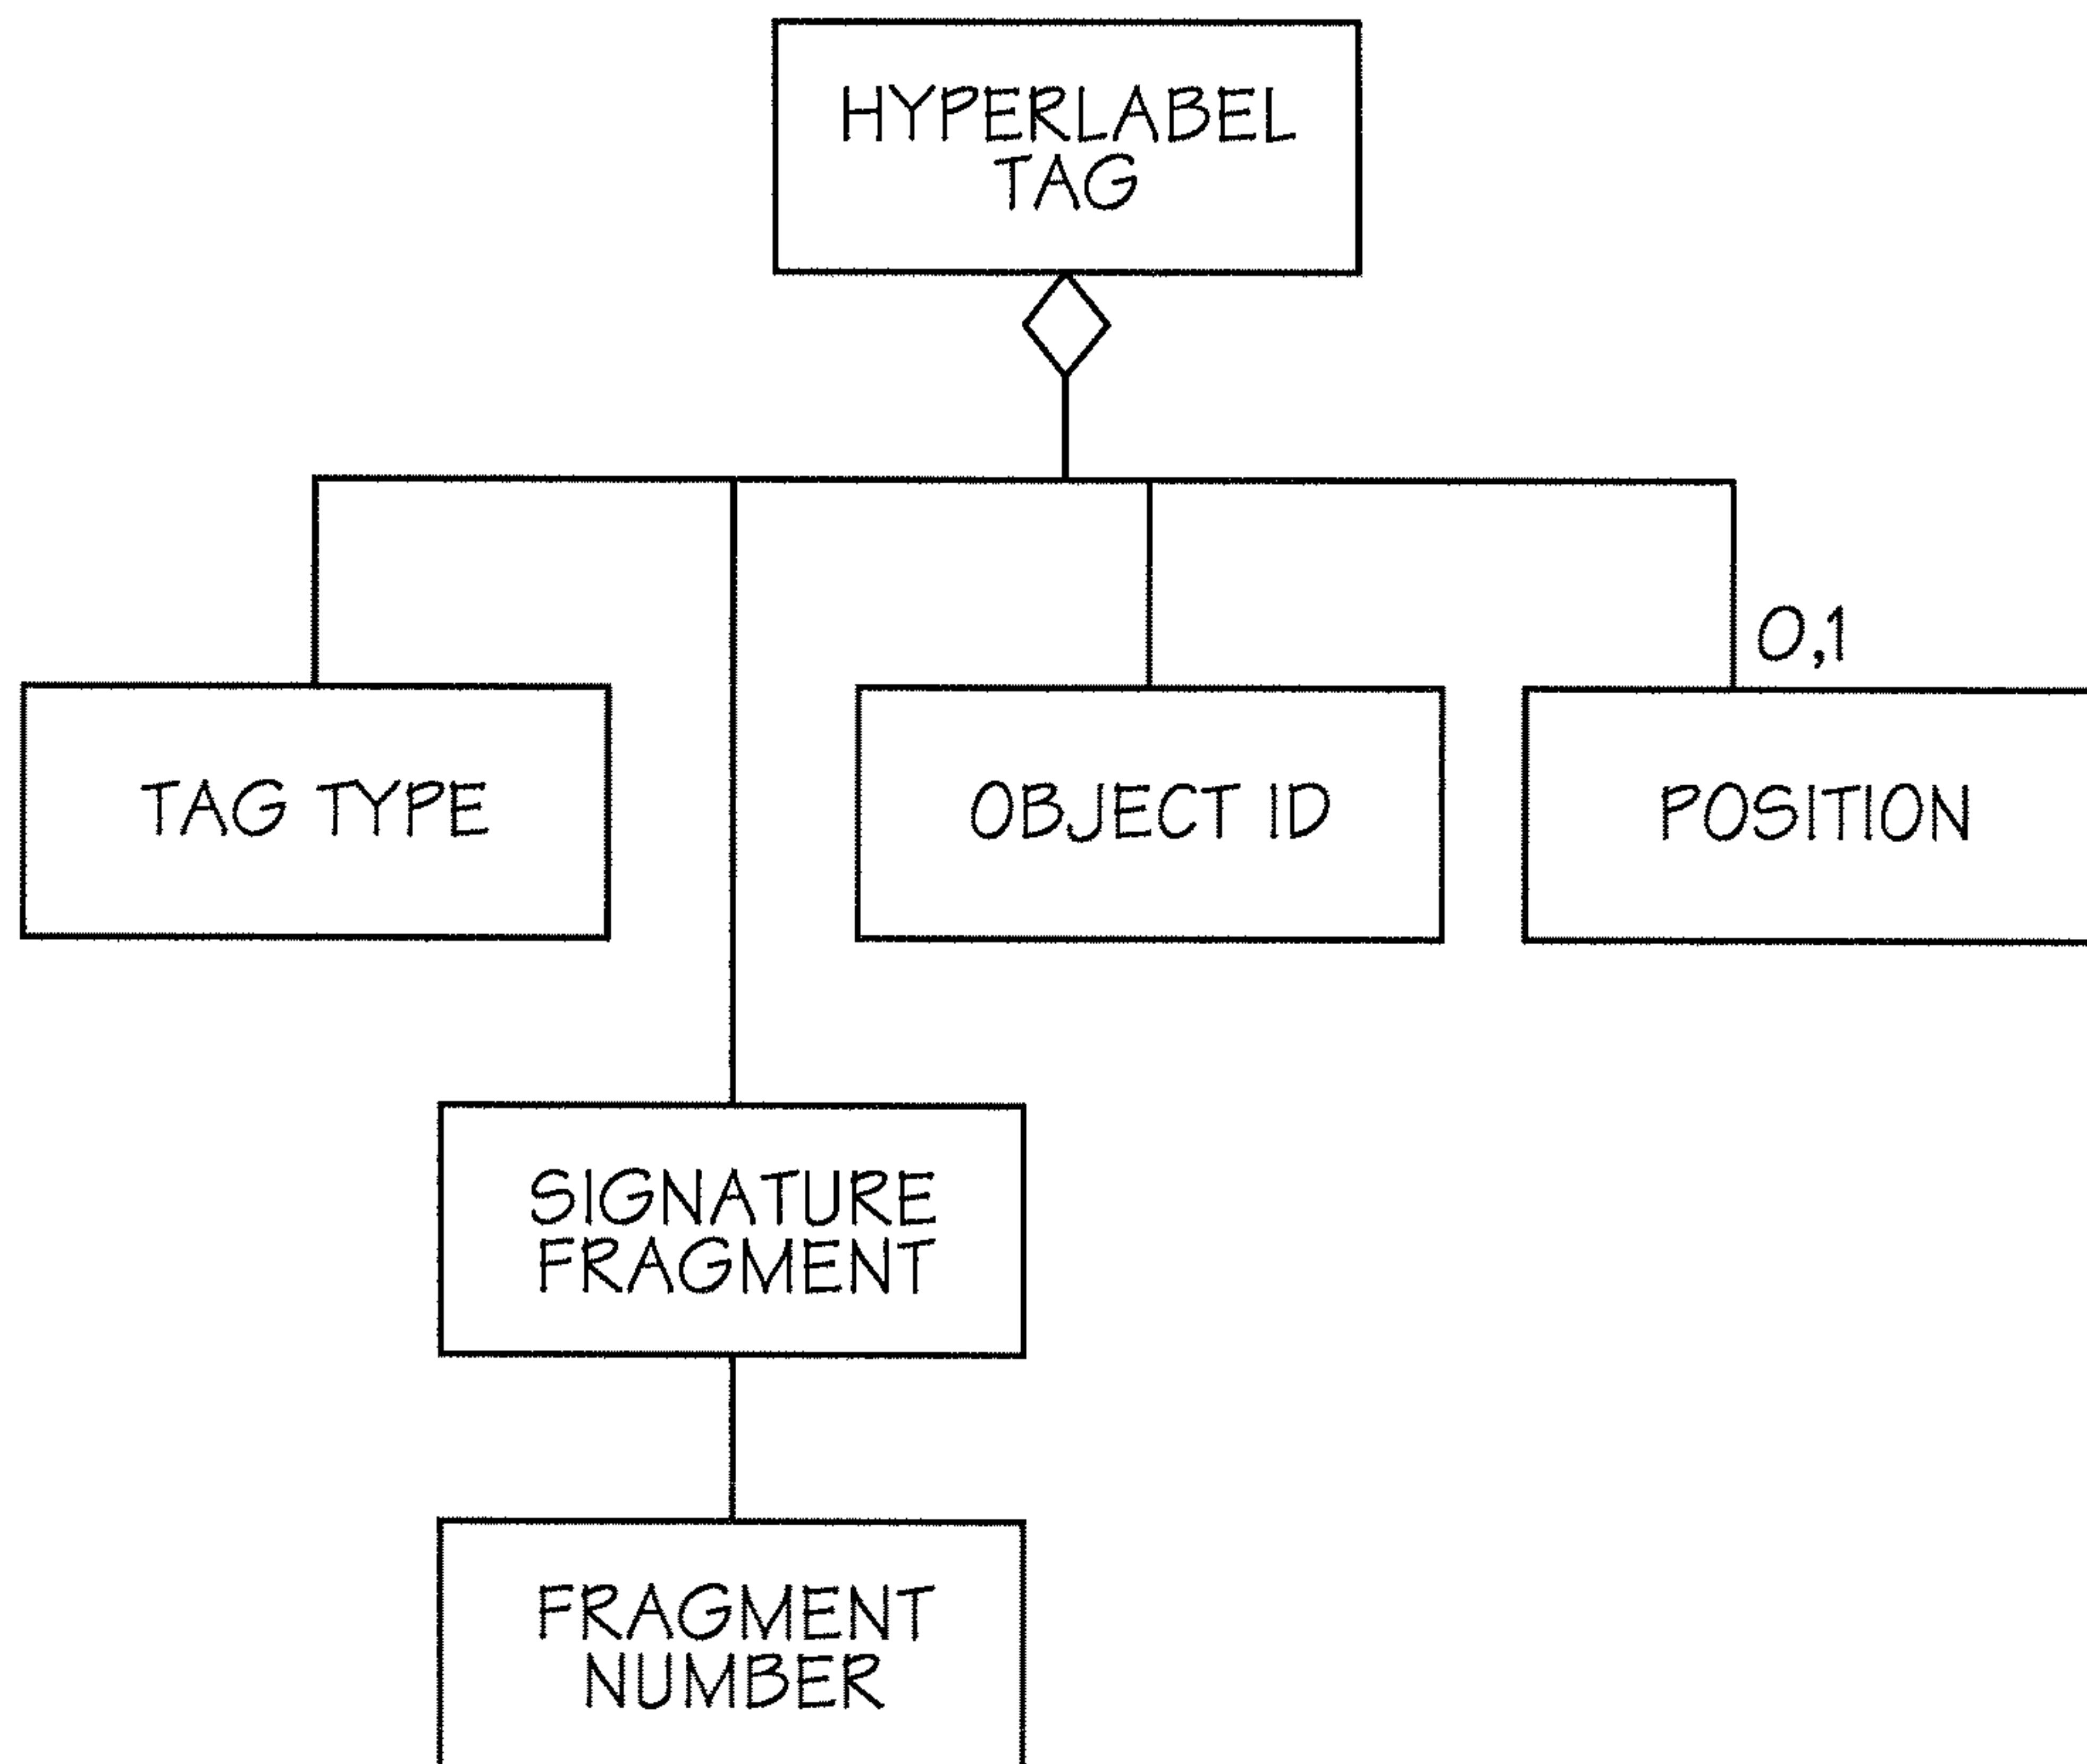 HYPERLABEL
TAG
0,1
TAG TYPE
OBJECT ID
POSITION
SIGNATURE
FRAGMENT
FRAGMENT
NUMBER